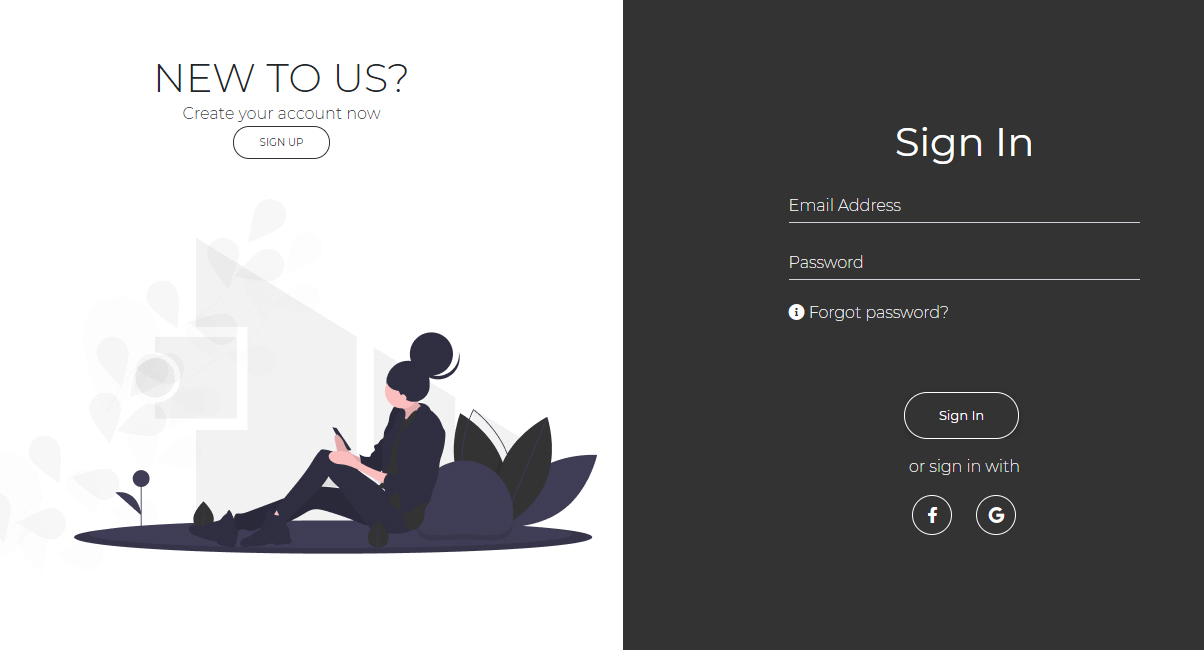 NEW TO US?
Create your account now
SIGN UP
Sign In
Email Address
Password
Forgot password?
Sign In
or sign in with